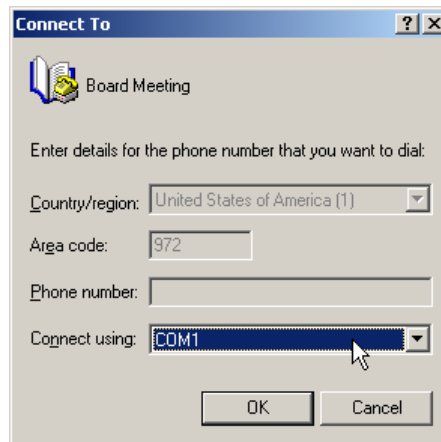 Connect To
Board Meeting
Enter details for the phone number that you want to dial:
Country/region: United States of America (1)
Area code: 972
Phone number:
Connect using: COM1
OK Cancel